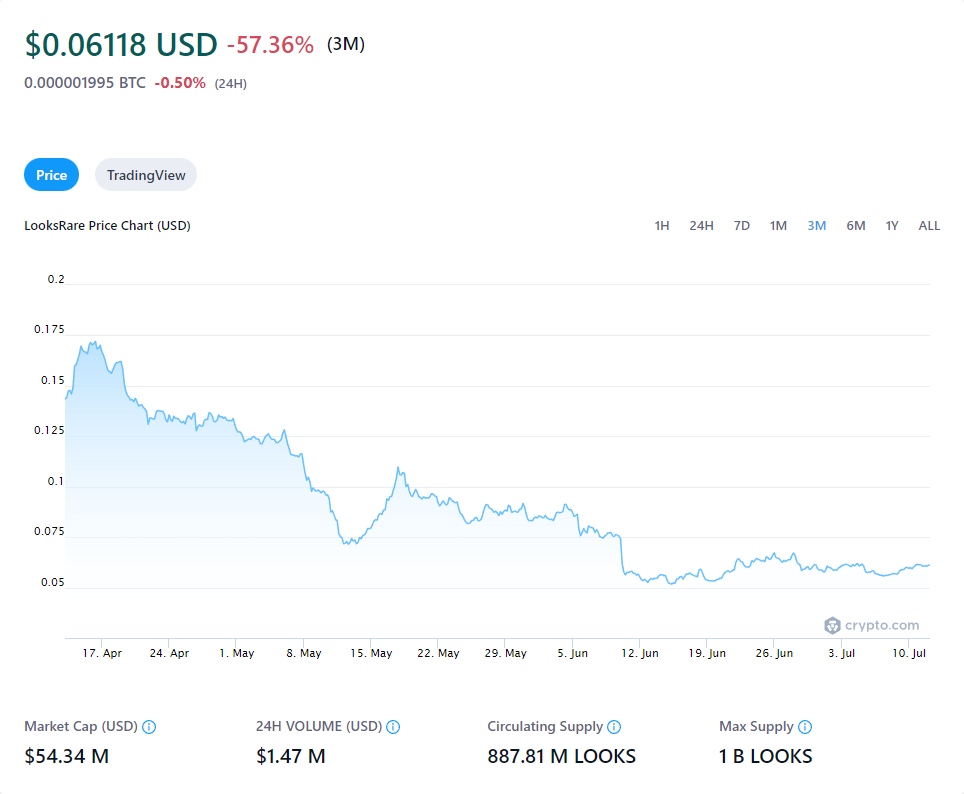 $0.06118 USD -57.36% (3M)
0.000001995 BTC -0.50% (24H)
Price TradingView
LooksRare Price Chart (USD) 1H 24H 7D 1M 3M 6M 1Y ALL
0.2
0.175
0.15
0.125
0.1
0.075
0.05
crypto.com
17. Apr 24. Apr 1. May 8. May 15. May 22. May 29. May 5. Jun 12. Jun 19. Jun 26. Jun 3. Jul 10. Jul
Market Cap (USD) 24H VOLUME (USD) Circulating Supply Max Supply
$54.34 M $1.47 M 887.81 M LOOKS 1 B LOOKS